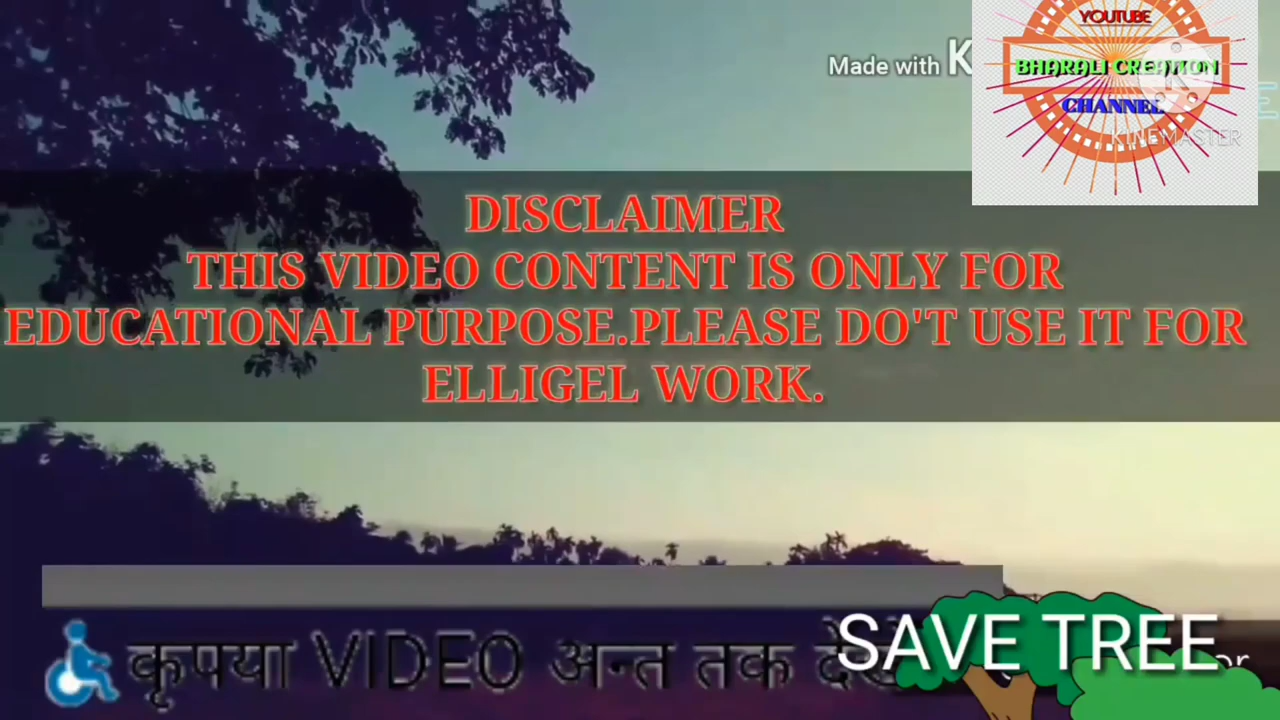 Made with K
YOUTUBE
BHARALI CREATION
CHANNEL
KINEMASTER
DISCLAIMER
THIS VIDEO CONTENT IS ONLY FOR
EDUCATIONAL PURPOSE.PLEASE DO'T USE IT FOR
ELLIGEL WORK.
कृपया VIDEO अन्त तक
SAVE TREE
or